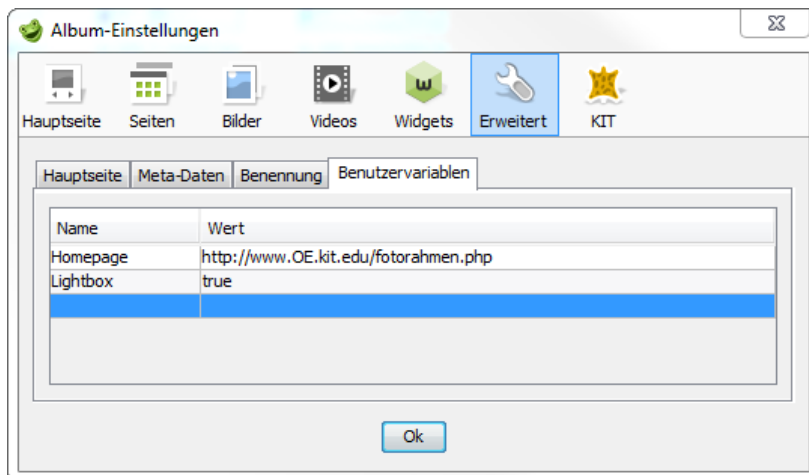 Album-Einstellungen
Hauptseite Seiten Bilder Videos Widgets Erweitert KIT
Hauptseite Meta-Daten Benennung Benutzervariablen
Name Wert
Homepage http://www.OE.kit.edu/fotorahmen.php
Lightbox true
Ok